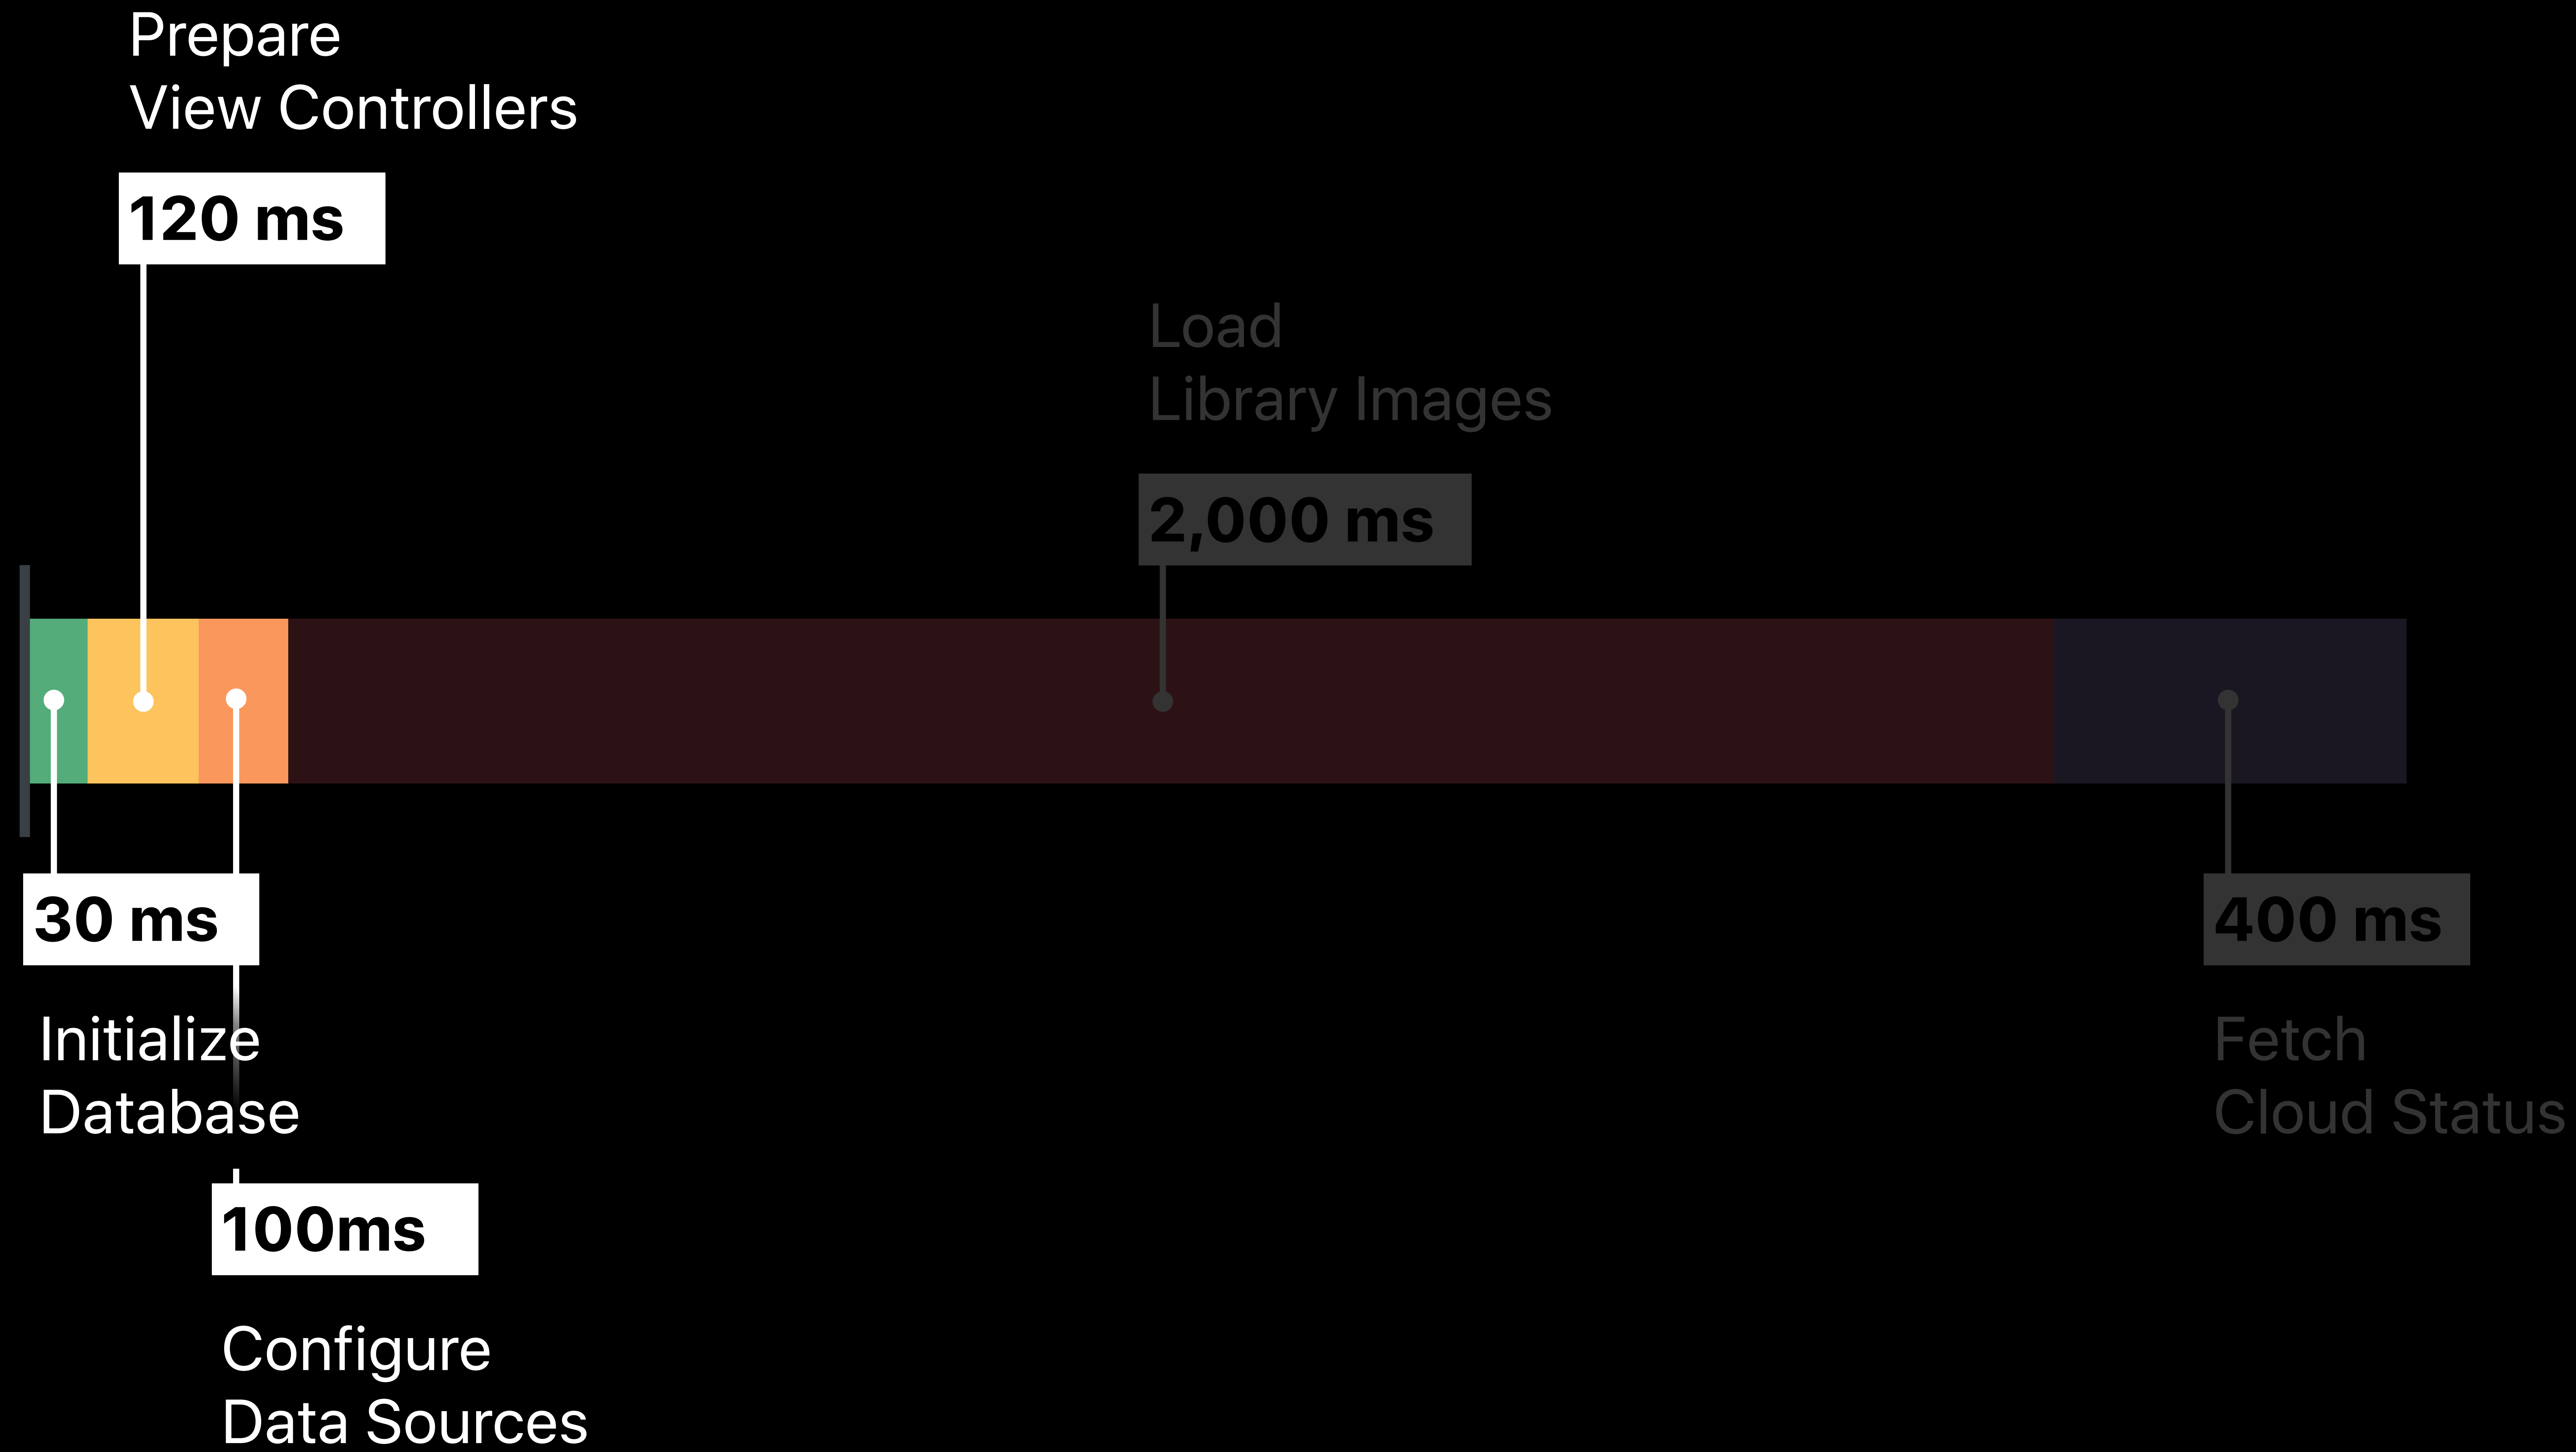 Prepare
View Controllers
120 ms
Load
Library Images
2,000 ms
30 ms
Initialize
Database
400 ms
Fetch
Cloud Status
100ms
Configure
Data Sources